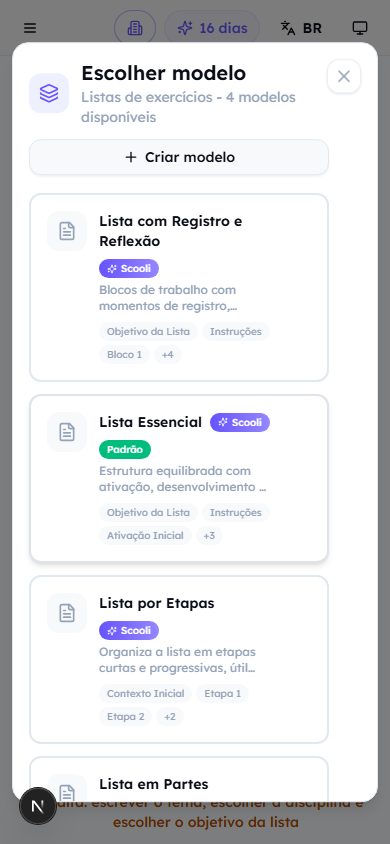 16 dias
BR
Escolher modelo
Listas de exercícios - 4 modelos
disponíveis
+ Criar modelo
Lista com Registro e
Reflexão
Scooli
Blocos de trabalho com
momentos de registro,…
Objetivo da Lista
Instruções
Bloco 1
+4
Lista Essencial
Scooli
Padrão
Estrutura equilibrada com
ativação, desenvolvimento …
Objetivo da Lista
Instruções
Ativação Inicial
+3
Lista por Etapas
Scooli
Organiza a lista em etapas
curtas e progressivas, útil…
Contexto Inicial
Etapa 1
Etapa 2
+2
Lista em Partes
N
escrever o tema, escolher a disciplina e
escolher o objetivo da lista